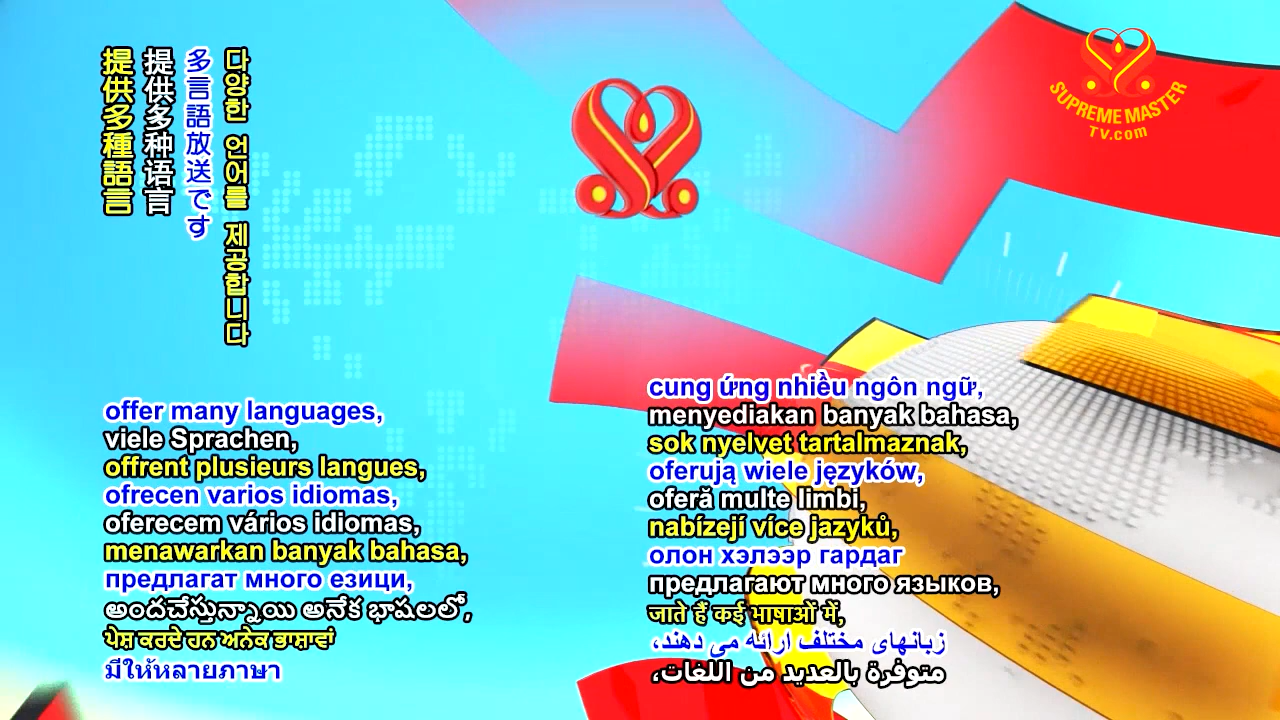 提供多種語言
提供多种语言
多言語放送です
다양한 언어를 제공합니다
SUPREME MASTER
TV.com
offer many languages,
viele Sprachen,
offrent plusieurs langues,
ofrecen varios idiomas,
oferecem vários idiomas,
menawarkan banyak bahasa,
предлагат много езици,
అందచేస్తున్నాయి అనేక భాషలలో,
ਪੇਸ਼ ਕਰਦੇ ਹਨ ਅਨੇਕ ਭਾਸ਼ਾਵਾਂ
มีให้หลายภาษา
cung ứng nhiều ngôn ngữ,
menyediakan banyak bahasa,
sok nyelvet tartalmaznak,
oferują wiele języków,
oferă multe limbi,
nabízejí více jazyků,
олон хэлээр гардаг
предлагают много языков,
जाते हैं कई भाषाओं में,
زبانهای مختلف ارائه می دهند،
متوفرة بالعديد من اللغات،